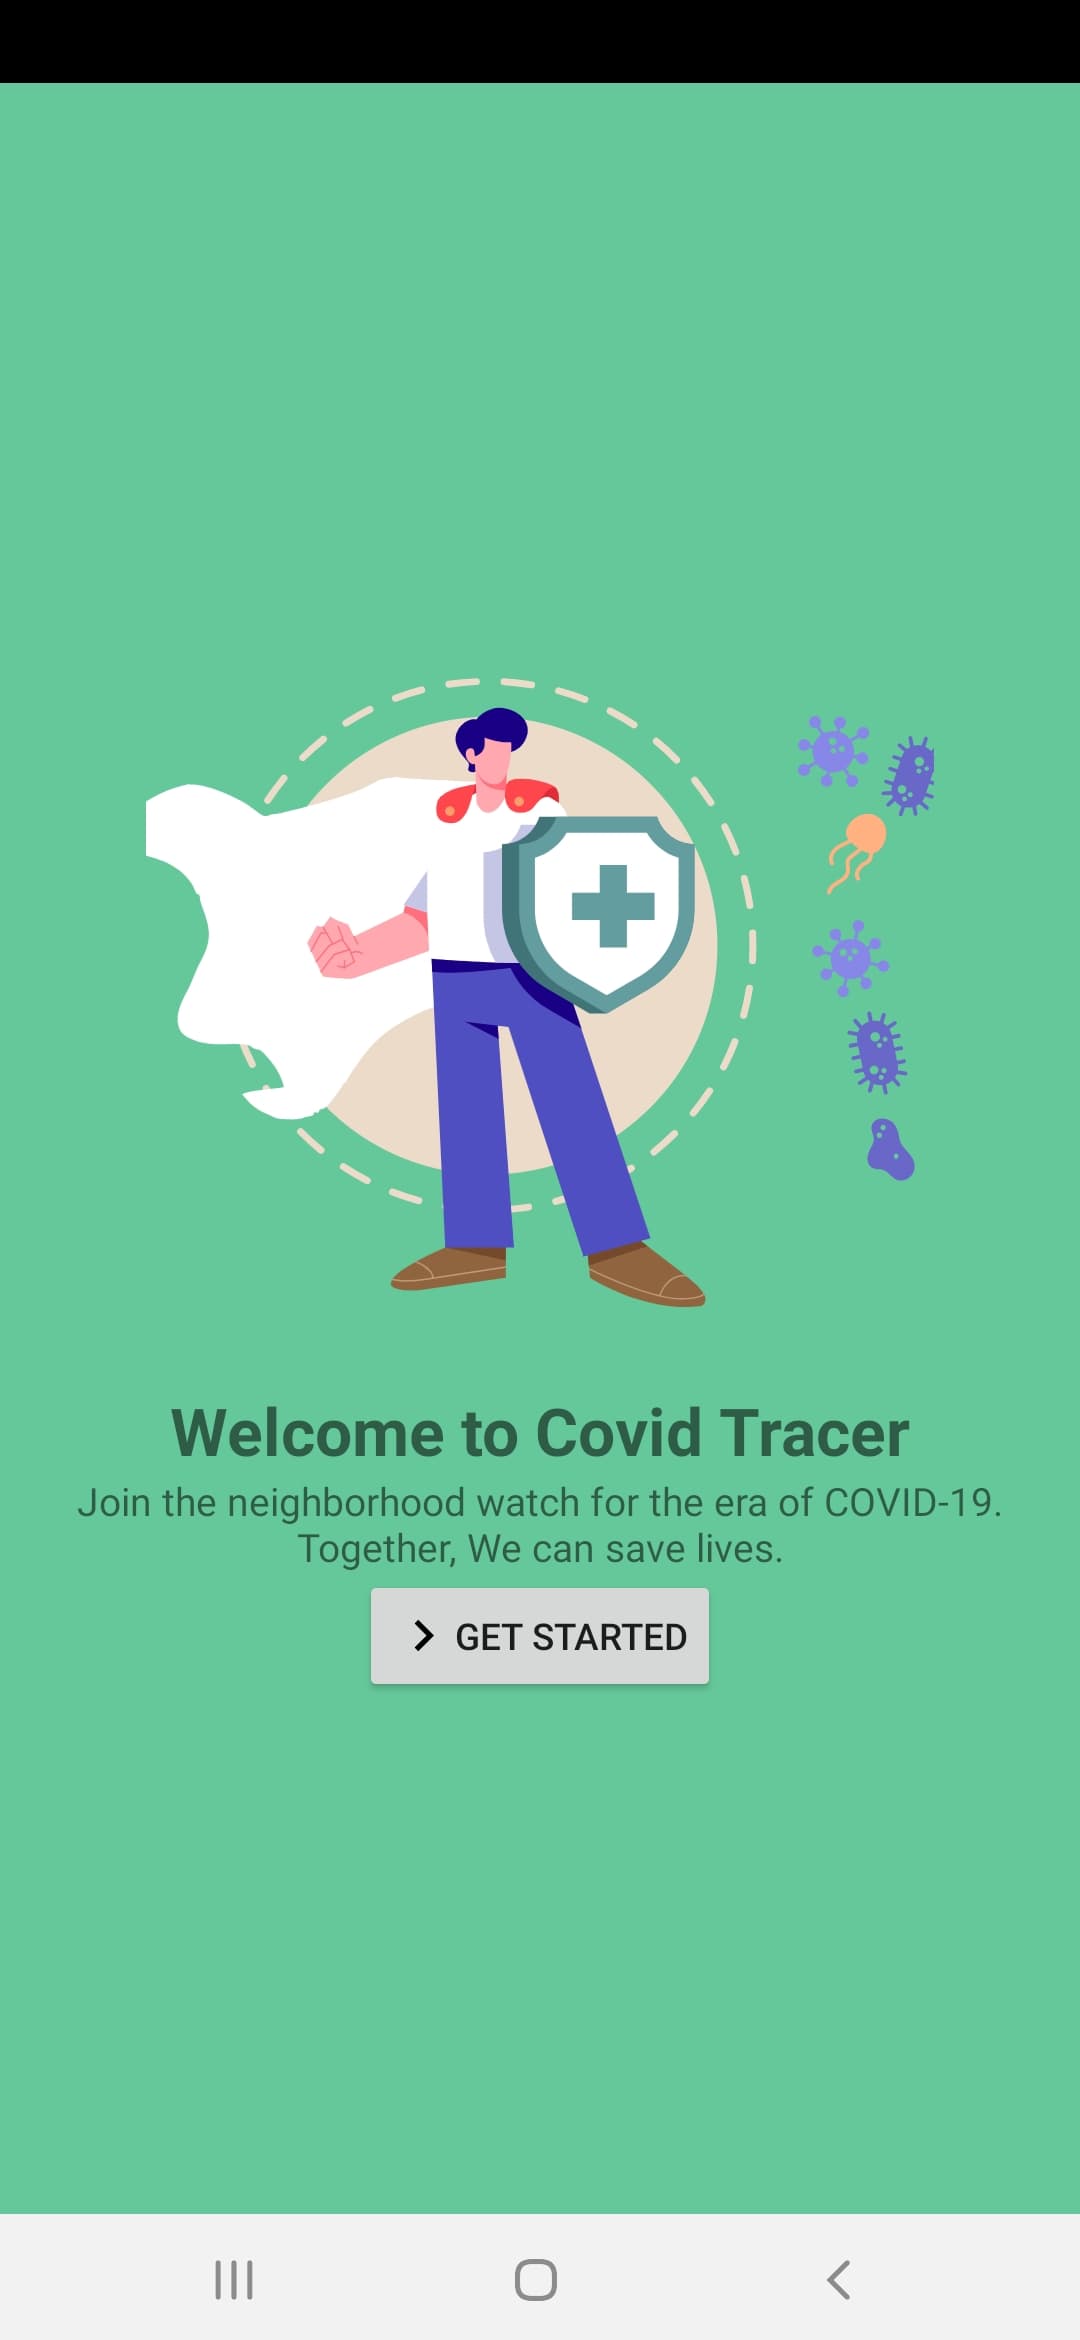 Welcome to Covid Tracer
Join the neighborhood watch for the era of COVID-19.
Together, We can save lives.
GET STARTED